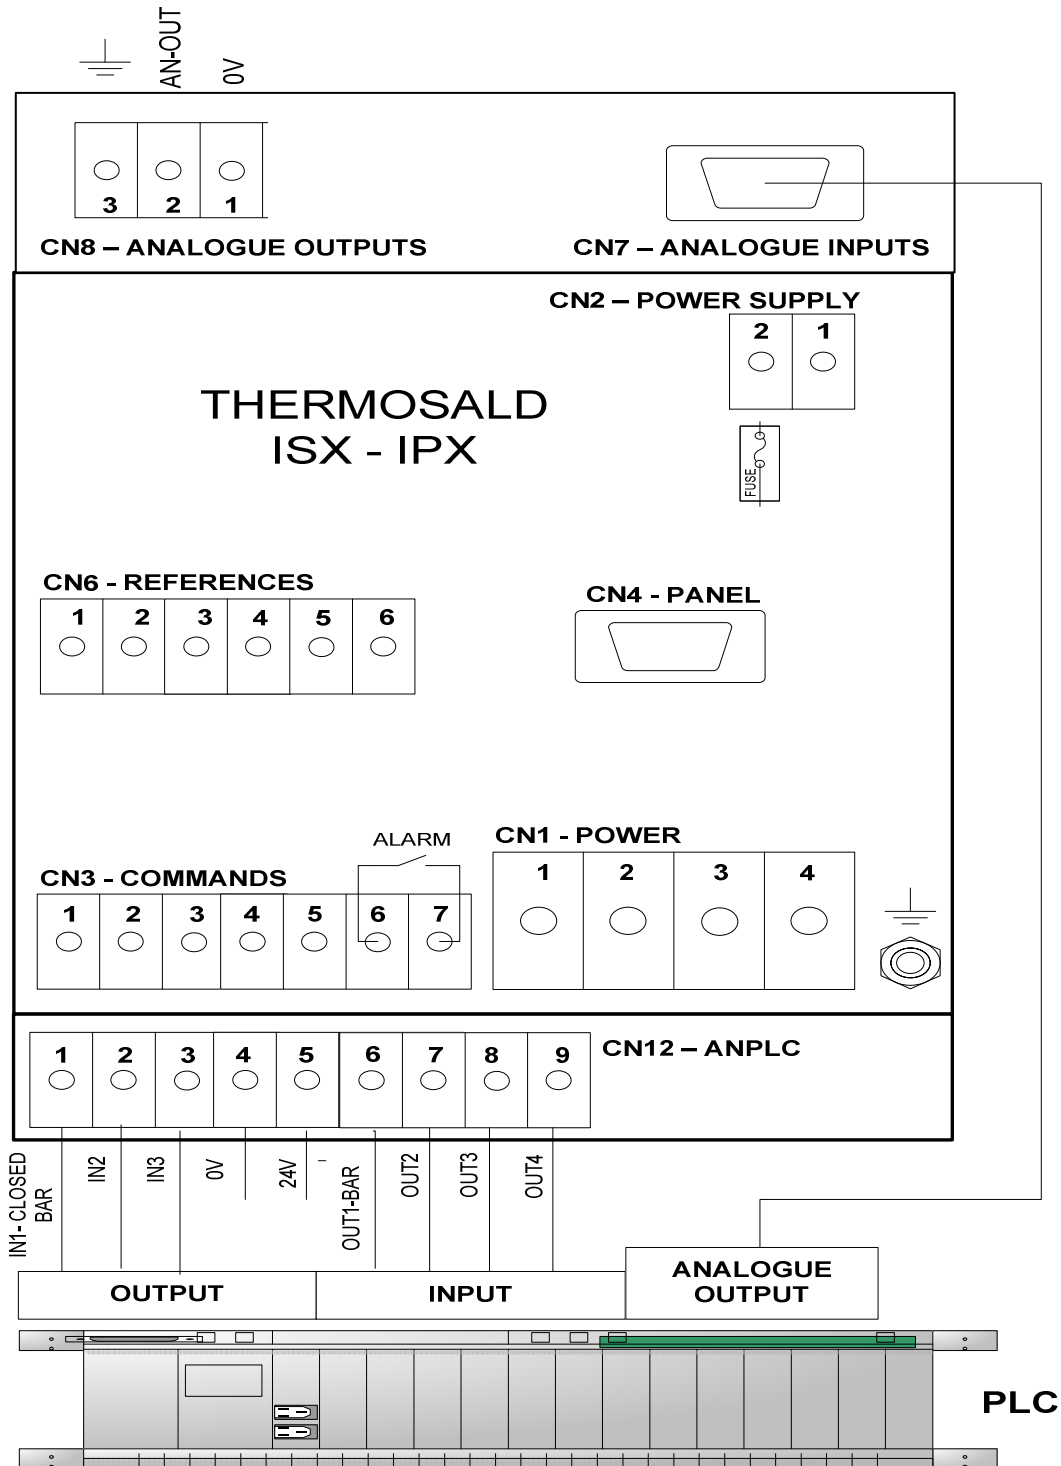 AN-OUT
0V
3 2 1
CN8 – ANALOGUE OUTPUTS
CN7 – ANALOGUE INPUTS
CN2 – POWER SUPPLY
2 1
THERMOSALD
ISX - IPX
FUSE
CN6 - REFERENCES
1 2 3 4 5 6
CN4 - PANEL
ALARM
CN1 - POWER
1 2 3 4
CN3 - COMMANDS
1 2 3 4 5 6 7
CN12 – ANPLC
1 2 3 4 5 6 7 8 9
IN1- CLOSED
BAR
IN2
IN3
0V
24V
OUT1-BAR
OUT2
OUT3
OUT4
OUTPUT
INPUT
ANALOGUE
OUTPUT
PLC